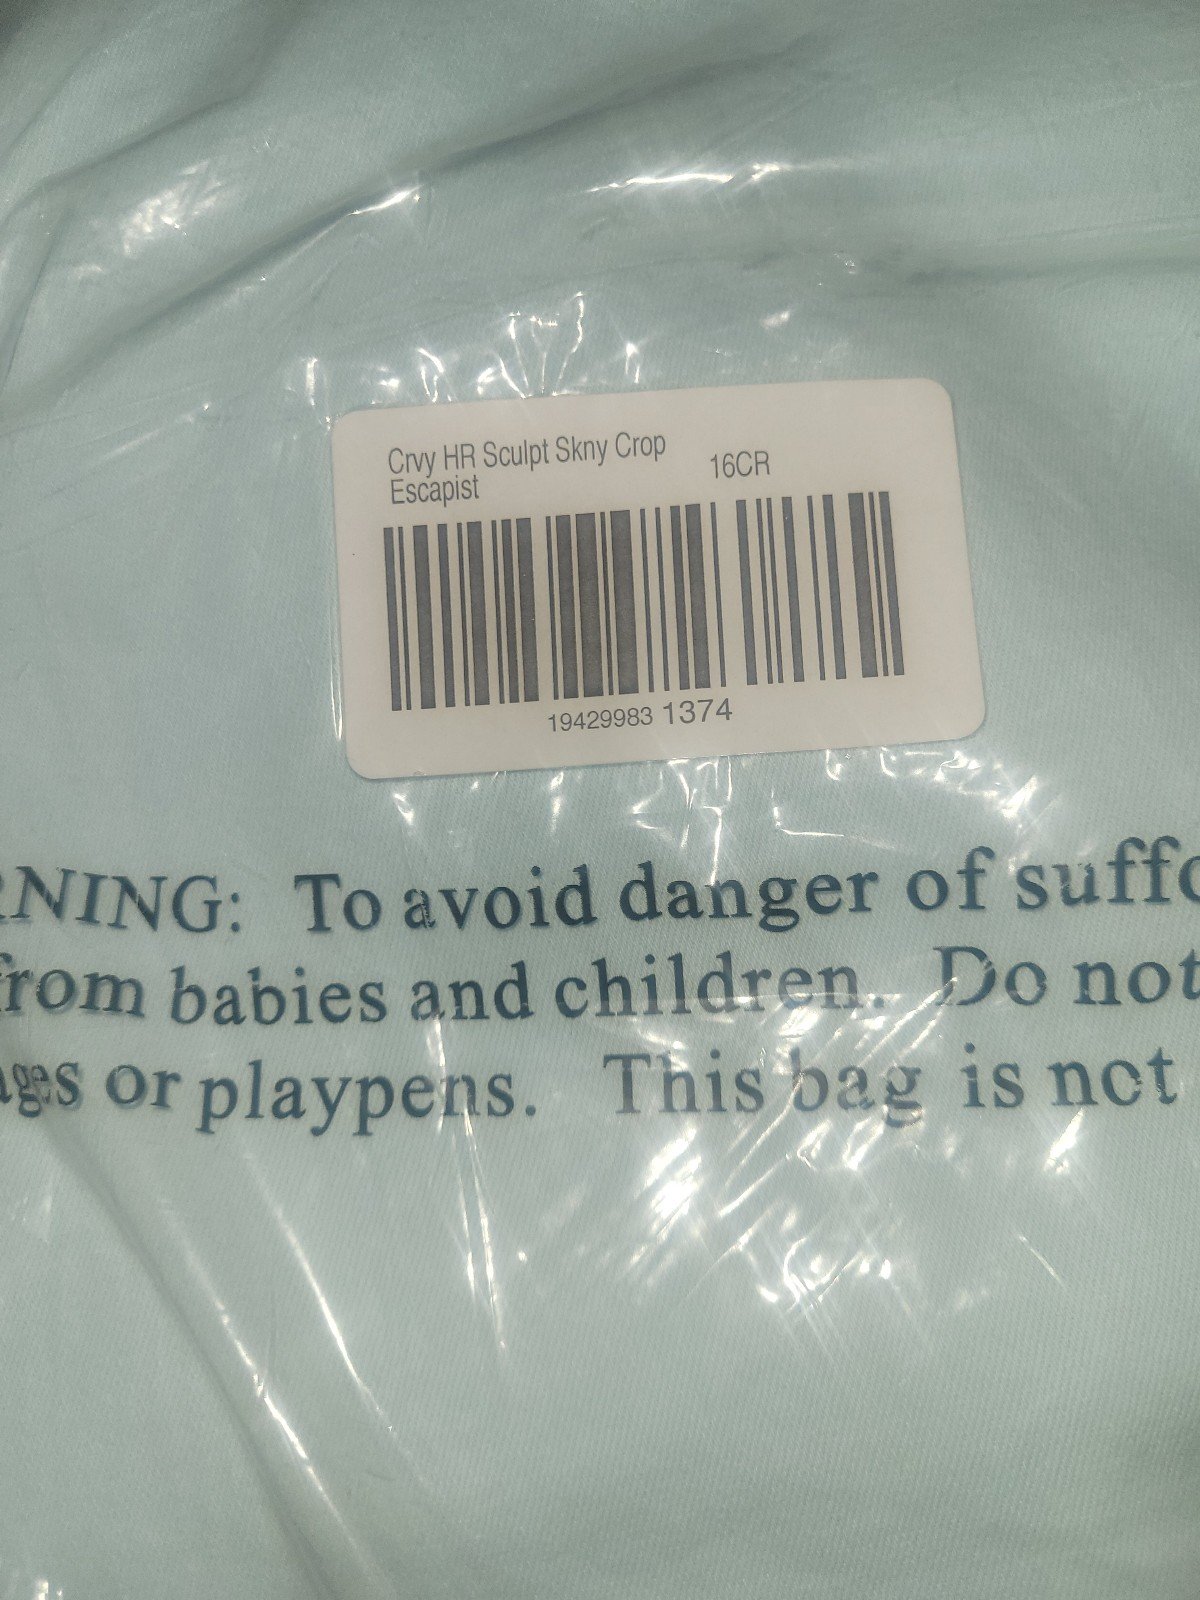 Crvy HR Sculpt Skny Crop
Escapist
16CR
19429983 1374
RNING: To avoid danger of suffo
from babies and children. Do not
ages or playpens. This bag is not